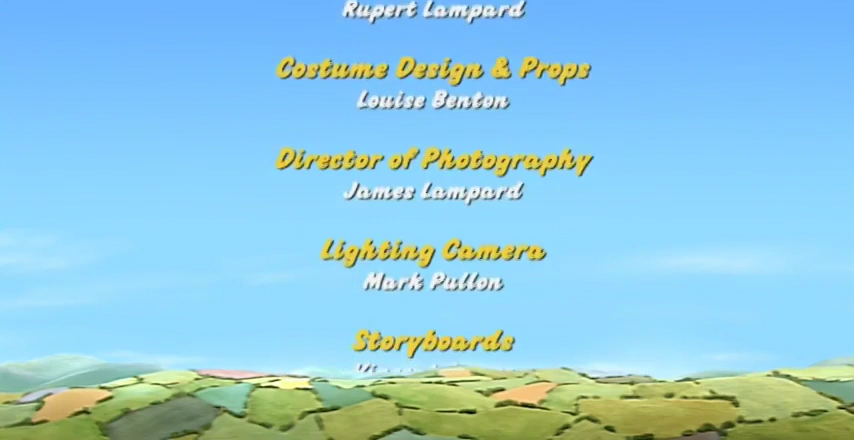 Rupert Lampard
Costume Design & Props
Louise Benton
Director of Photography
James Lampard
Lighting Camera
Mark Pullon
Storyboards